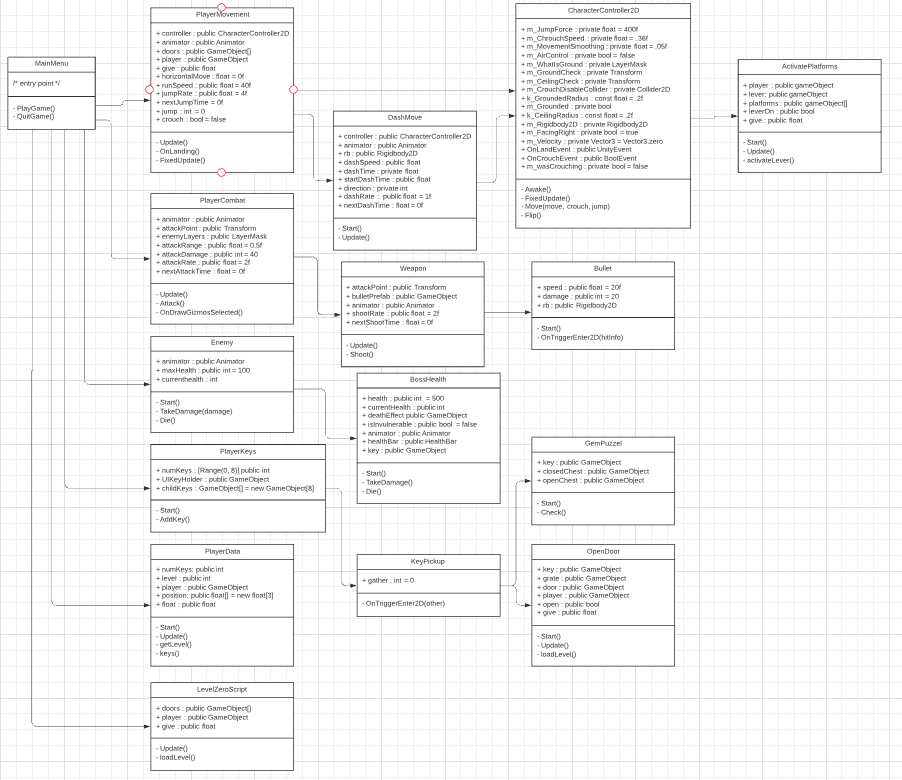 MainMenu
/* entry point */
- PlayGame()
- QuitGame()
PlayerMovement
+ controller : public CharacterController2D
+ animator : public Animator
+ doors : public GameObject[]
+ player : public GameObject
+ give : public float
+ horizontalMove : float = 0f
+ runSpeed : public float = 40f
+ jumpRate : public float = 4f
+ nextJumpTime = 0f
+ jump : int = 0
+ crouch : bool = false
- Update()
- OnLanding()
- FixedUpdate()
DashMove
+ controller : public CharacterController2D
+ animator : public Animator
+ rb : public Rigidbody2D
+ dashSpeed : public float
+ dashTime : private float
+ startDashTime : public float
+ direction : private int
+ dashRate : public float = 1f
+ nextDashTime : float = 0f
- Start()
- Update()
CharacterController2D
+ m_JumpForce : private float = 400f
+ m_ChrouchSpeed : private float = .36f
+ m_MovementSmoothing : private float = .05f
+ m_AirControl : private bool = false
+ m_WhatIsGround : private LayerMask
+ m_GroundCheck : private Transform
+ m_CeilingCheck : private Transform
+ m_CrouchDisableCollider : private Collider2D
+ k_GroundedRadius : const float = .2f
+ m_Grounded : private bool
+ k_CeilingRadius : const float = .2f
+ m_Rigidbody2D : private Rigidbody2D
+ m_FacingRight : private bool = true
+ m_Velocity : private Vector3 = Vector3.zero
+ OnLandEvent : public UnityEvent
+ OnCrouchEvent : public BoolEvent
+ m_wasCrouching : private bool = false
- Awake()
- FixedUpdate()
- Move(move, crouch, jump)
- Flip()
ActivatePlatforms
+ player : public gameObject
+ lever: public gameObject
+ platforms : public gameObject[]
+ leverOn : public bool
+ give : public float
- Start()
- Update()
- activateLever()
PlayerCombat
+ animator : public Animator
+ attackPoint : public Transform
+ enemyLayers : public LayerMask
+ attackRange : public float = 0.5f
+ attackDamage : public int = 40
+ attackRate : public float = 2f
+ nextAttackTime : float = 0f
- Update()
- Attack()
- OnDrawGizmosSelected()
Weapon
+ attackPoint : public Transform
+ bulletPrefab : public GameObject
+ animator : public Animator
+ shootRate : public float = 2f
+ nextShootTime : float = 0f
- Update()
- Shoot()
Bullet
+ speed : public float = 20f
+ damage : public int = 20
+ rb : public Rigidbody2D
- Start()
- OnTriggerEnter2D(hitInfo)
Enemy
+ animator : public Animator
+ maxHealth : public int = 100
+ currenthealth : int
- Start()
- TakeDamage(damage)
- Die()
BossHealth
+ health : public int = 500
+ currentHealth : public int
+ deathEffect public GameObject
+ isInvulnerable : public bool = false
+ animator : public Animator
+ healthBar : public HealthBar
+ key : public GameObject
- Start()
- TakeDamage()
- Die()
PlayerKeys
+ numKeys : [Range(0, 8)] public int
+ UIKeyHolder : public GameObject
+ childKeys : GameObject[] = new GameObject[8]
- Start()
- AddKey()
GemPuzzel
+ key : public GameObject
+ closedChest : public GameObject
+ openChest : public GameObject
- Start()
- Check()
PlayerData
+ numKeys: public int
+ level : public int
+ player : public GameObject
+ position: public float[] = new float[3]
+ float : public float
- Start()
- Update()
- getLevel()
- keys()
KeyPickup
+ gather : int = 0
- OnTriggerEnter2D(other)
OpenDoor
+ key : public GameObject
+ grate : public GameObject
+ door : public GameObject
+ player : public GameObject
+ open : public bool
+ give : public float
- Start()
- Update()
- loadLevel()
LevelZeroScript
+ doors : public GameObject[]
+ player : public GameObject
+ give : public float
- Update()
- loadLevel()